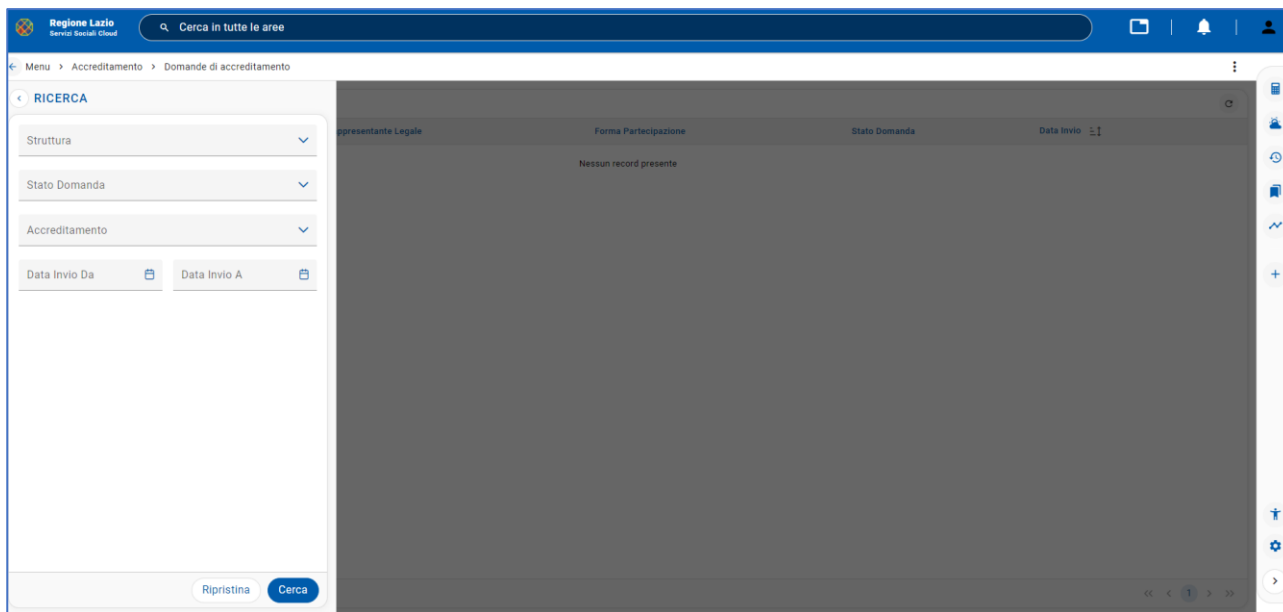 Regione Lazio
Servizi Sociali Cloud
Cerca in tutte le aree
Menu > Accreditamento > Domande di accreditamento
RICERCA
Struttura
Stato Domanda
Accreditamento
Data Invio Da
Data Invio A
Ripristina
Cerca
ppresentante Legale
Forma Partecipazione
Stato Domanda
Data Invio
Nessun record presente
1